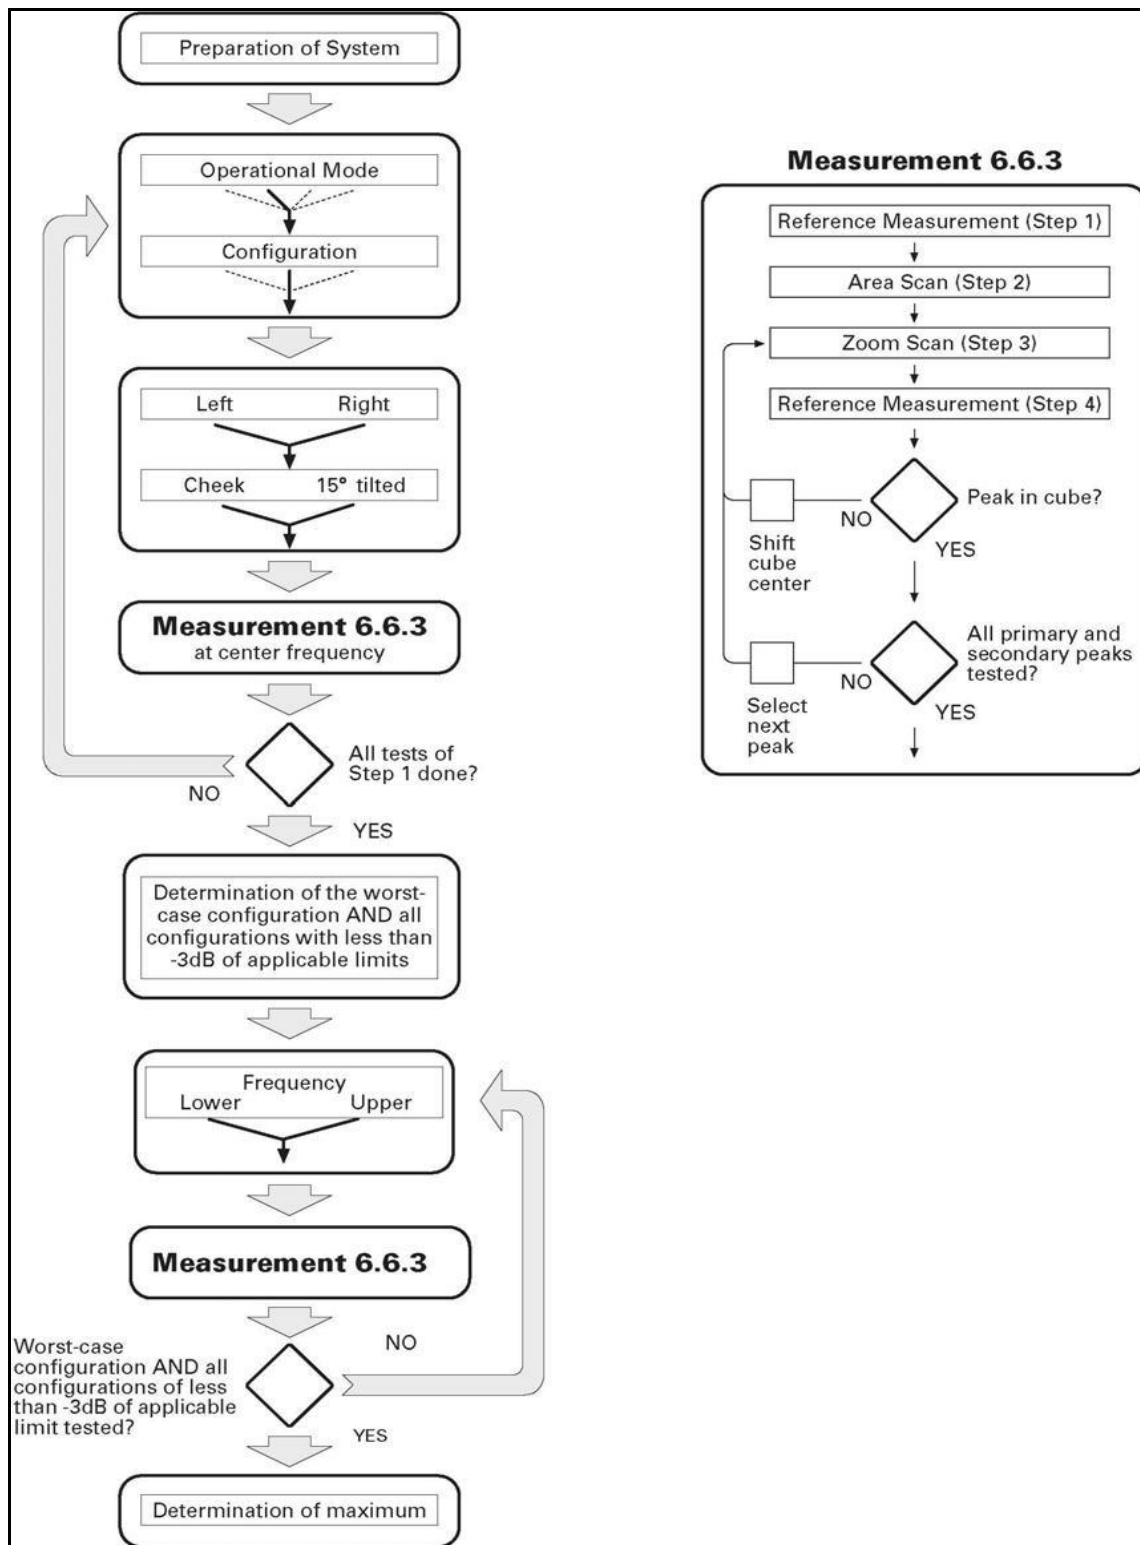 Preparation of System
Operational Mode
Configuration
Left Right
Cheek 15° tilted
Measurement 6.6.3
at center frequency
All tests of
Step 1 done?
NO
YES
Determination of the worst-
case configuration AND all
configurations with less than
-3dB of applicable limits
Frequency
Lower Upper
Measurement 6.6.3
NO
Worst-case
configuration AND all
configurations of less
than -3dB of applicable
limit tested?
YES
Determination of maximum
Measurement 6.6.3
Reference Measurement (Step 1)
Area Scan (Step 2)
Zoom Scan (Step 3)
Reference Measurement (Step 4)
Peak in cube?
NO
YES
Shift
cube
center
All primary and
secondary peaks
tested?
NO
YES
Select
next
peak